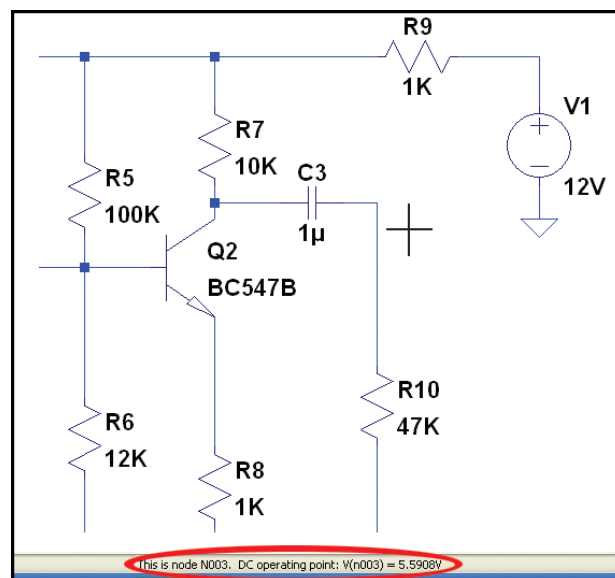 R9
1K
V1
12V
R7
10K
R5
100K
C3
1µ
Q2
BC547B
R10
47K
R6
12K
R8
1K
This is node N003. DC operating point: V(n003) = 5.5908V